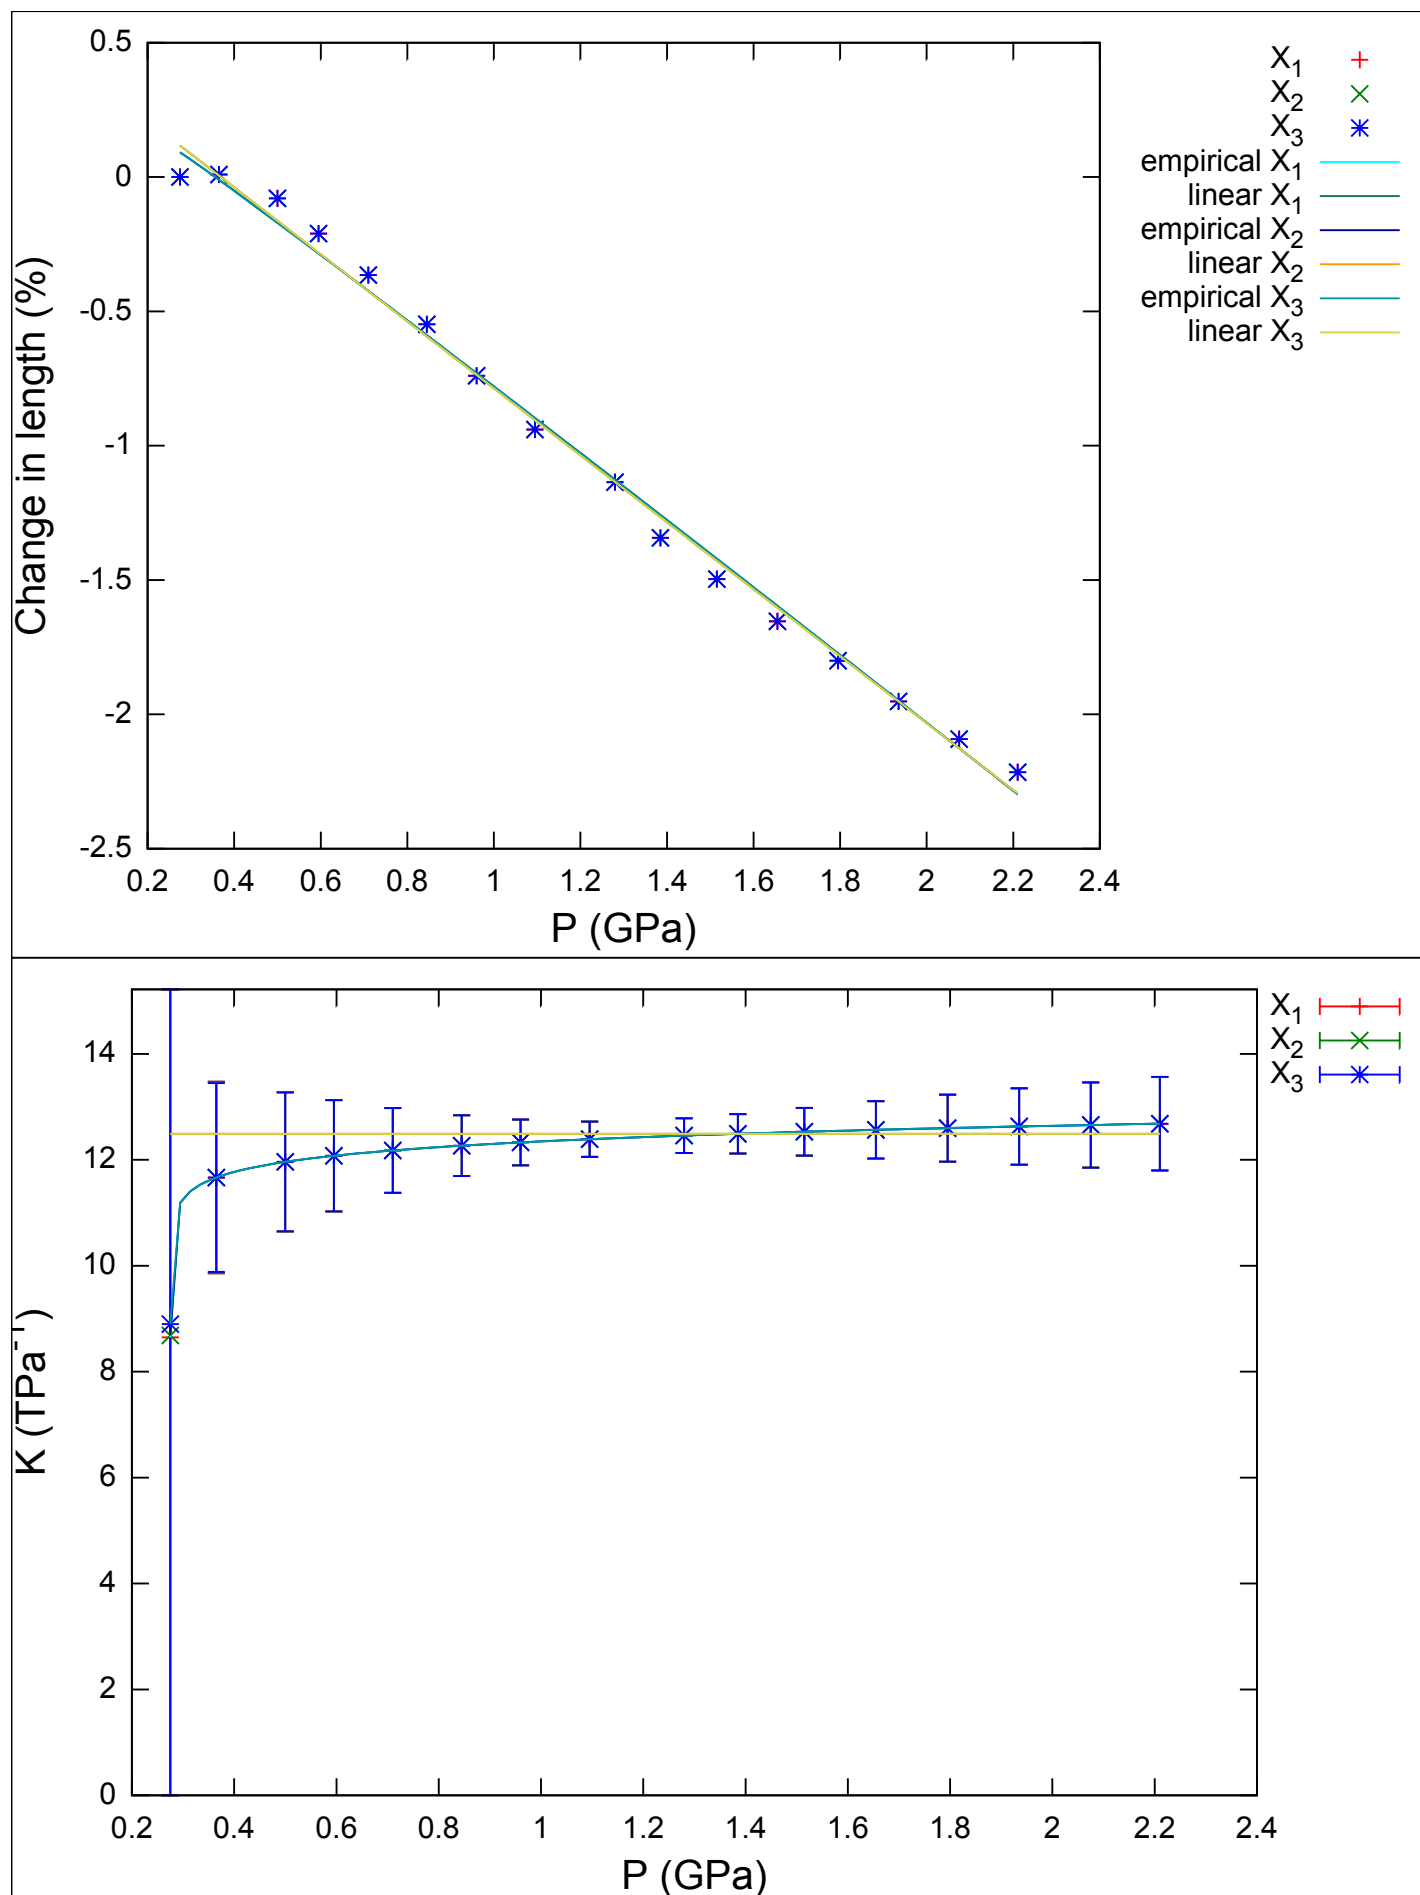 0.5
0
-0.5
-1
-1.5
-2
-2.5
0.2 0.4 0.6 0.8 1 1.2 1.4 1.6 1.8 2 2.2 2.4
Change in length (%)
P (GPa)
X1
X2
X3
empirical X1
linear X1
empirical X2
linear X2
empirical X3
linear X3
14
12
10
8
6
4
2
0
0.2 0.4 0.6 0.8 1 1.2 1.4 1.6 1.8 2 2.2 2.4
K (TPa⁻¹)
P (GPa)
X1
X2
X3